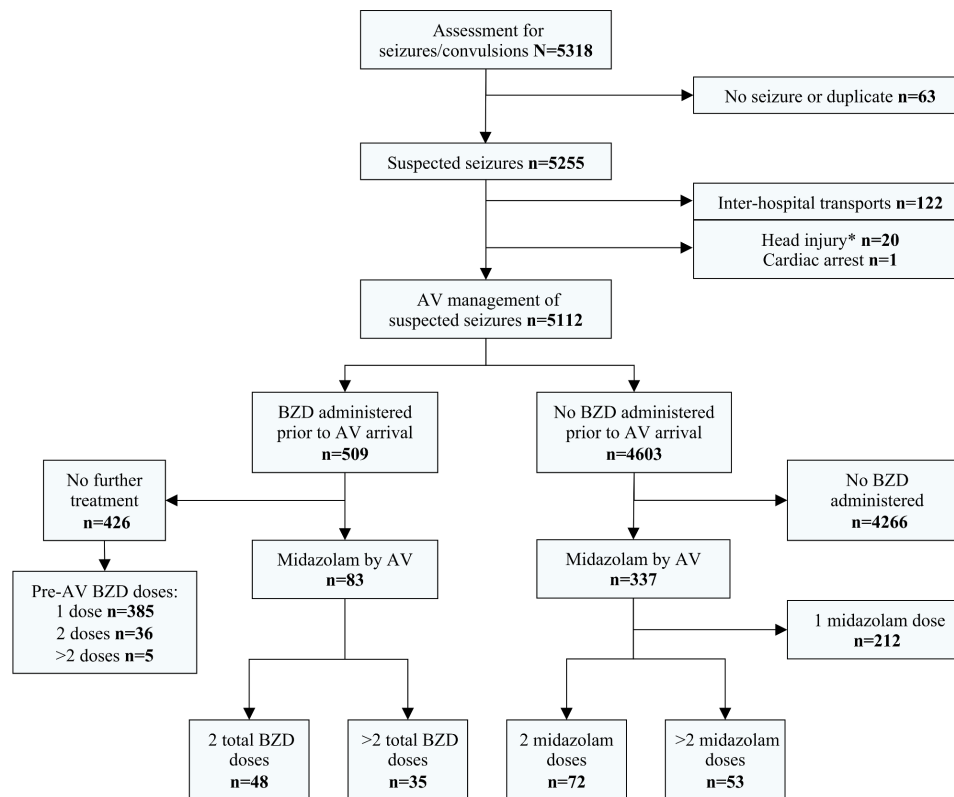 Assessment for
seizures/convulsions N=5318
No seizure or duplicate n=63
Suspected seizures n=5255
Inter-hospital transports n=122
Head injury* n=20
Cardiac arrest n=1
AV management of
suspected seizures n=5112
BZD administered
prior to AV arrival
n=509
No BZD administered
prior to AV arrival
n=4603
No further
treatment
n=426
No BZD
administered
n=4266
Midazolam by AV
n=83
Midazolam by AV
n=337
Pre-AV BZD doses:
1 dose n=385
2 doses n=36
>2 doses n=5
1 midazolam dose
n=212
2 total BZD
doses
n=48
>2 total BZD
doses
n=35
2 midazolam
doses
n=72
>2 midazolam
doses
n=53